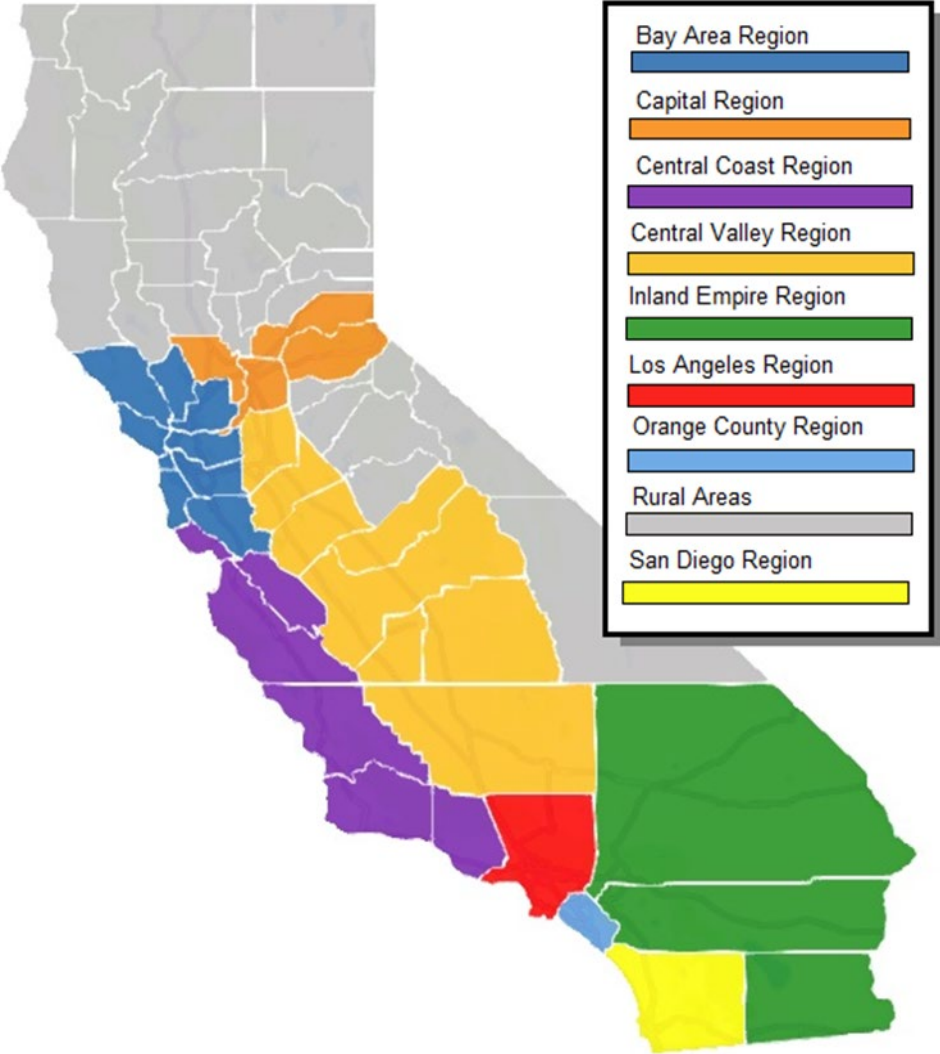 Bay Area Region
Capital Region
Central Coast Region
Central Valley Region
Inland Empire Region
Los Angeles Region
Orange County Region
Rural Areas
San Diego Region